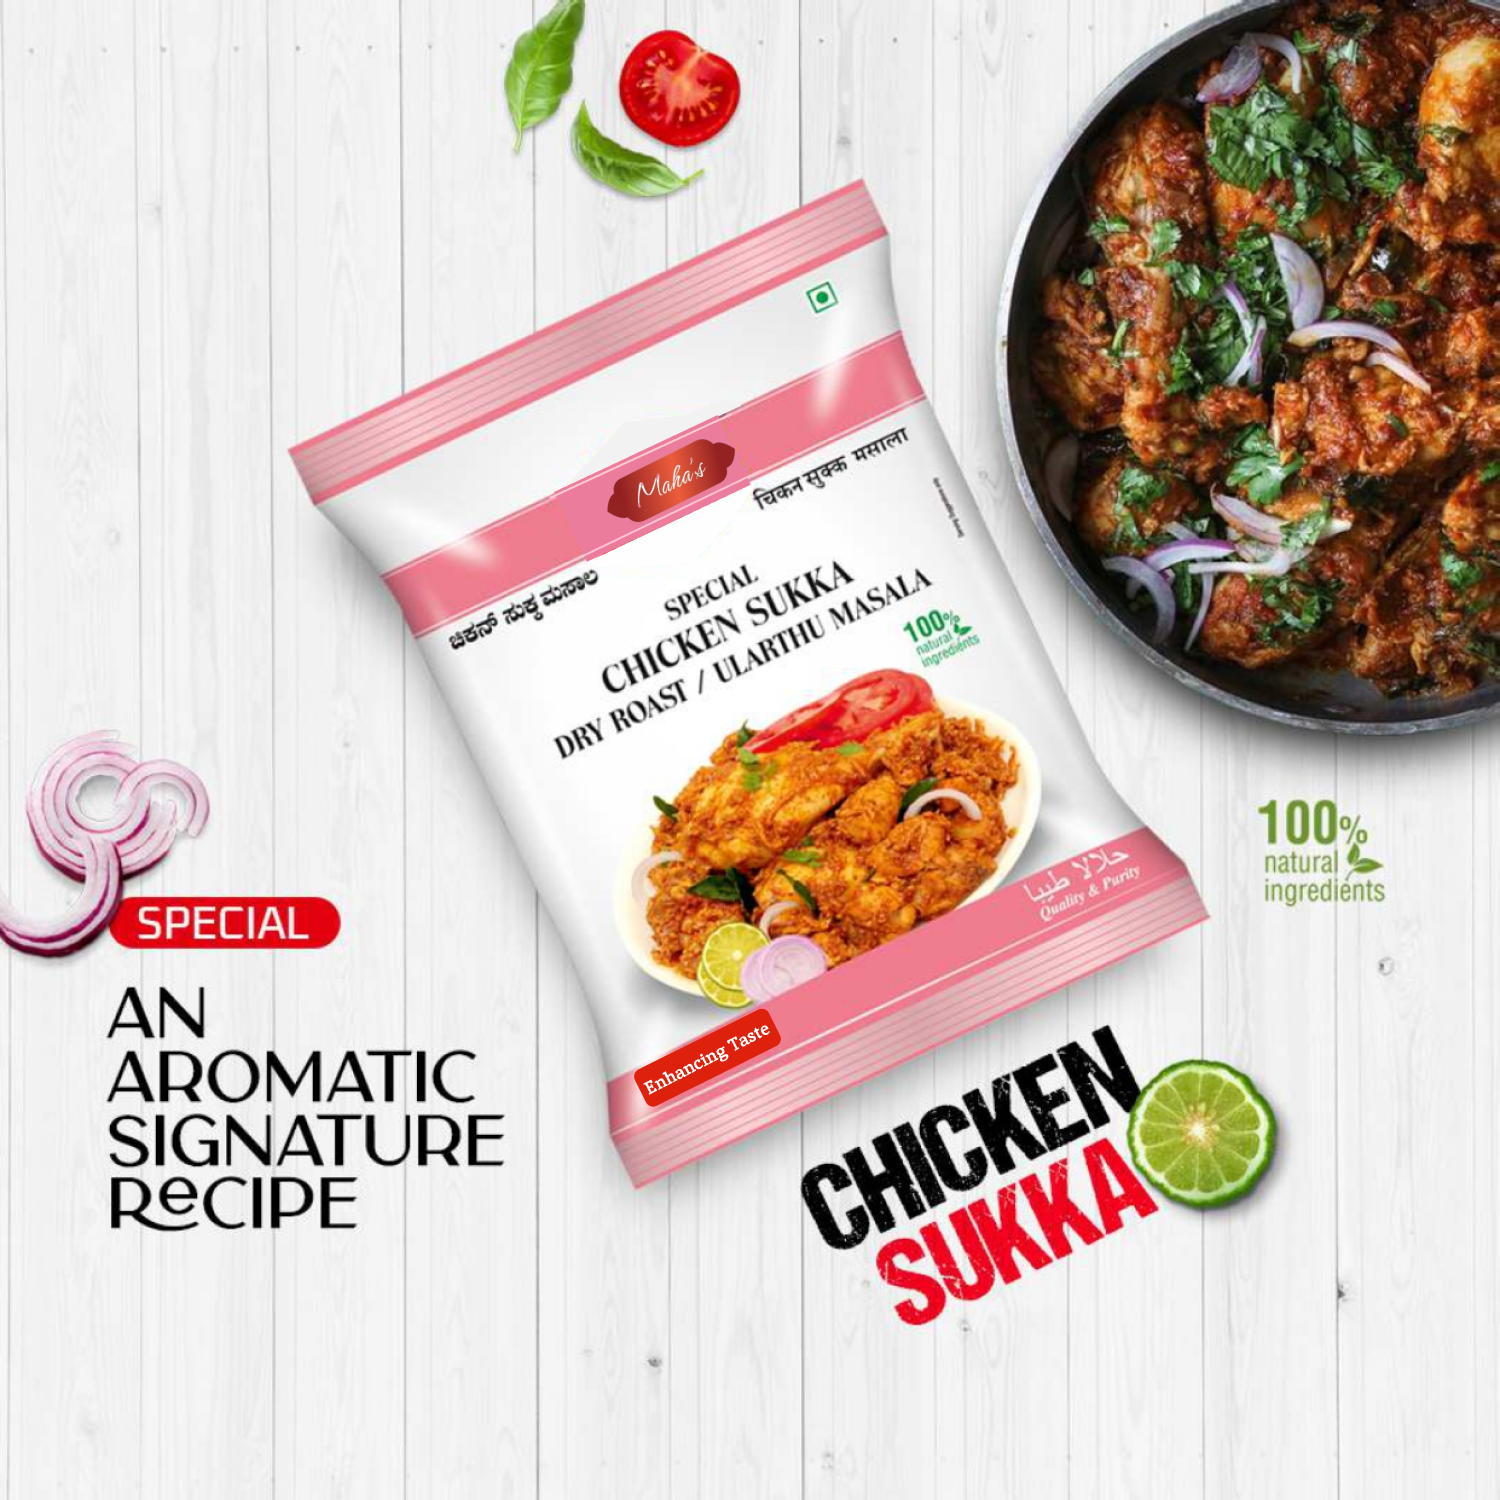 Maha's
चिकन सुक्क मसाला
ಚಿಕನ್ ಸುಕ್ಕ ಮಸಾಲ
SPECIAL
CHICKEN SUKKA
DRY ROAST / ULARTHU MASALA
100%
natural
ingredients
حلالا طيبا
Quality & Purity
Enhancing Taste
100%
natural
ingredients
SPECIAL
AN
AROMATIC
SIGNATURE
ReCIPE
CHICKEN
SUKKA